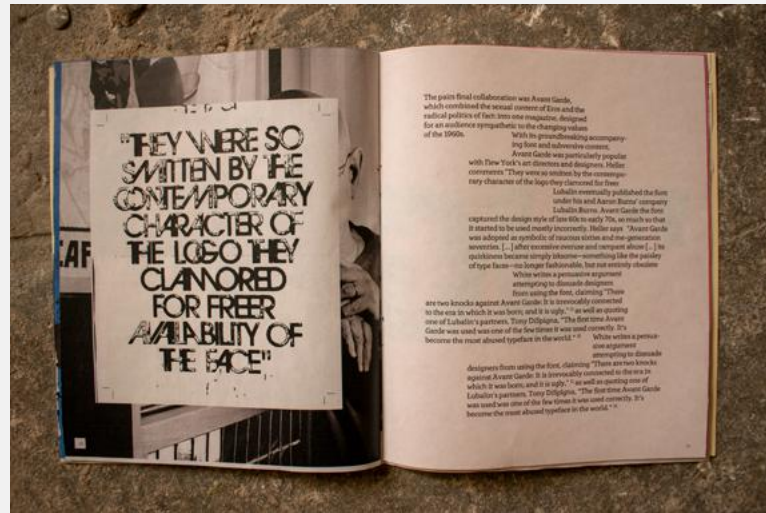 AF
"THEY WERE SO
SMITTEN BY THE
CONTEMPORARY
CHARACTER OF
THE LOGO THEY
CLAMORED
FOR FREER
AVAILABILITY OF
THE FACE"
The pairs final collaboration was Avant Garde,
which combined the sexual content of Eros and the
radical politics of fact: into one magazine, designed
for an audience sympathetic to the changing values
of the 1960s.
With its groundbreaking accompany-
ing font and subversive content,
Avant Garde was particularly popular
with New York's art directors and designers. Heller
comments "They were so smitten by the contempo-
rary character of the logo they clamored for freer
Lubalin eventually published the font
under his and Aaron Burns' company
Lubalin Burns. Avant Garde the font
captured the design style of late 60s to early 70s, so much so that
it started to be used mostly incorrectly. Heller says "Avant Garde
was adopted as symbolic of raucous sixties and me-generation
seventies. [...] after excessive overuse and rampant abuse [...] its
quirkiness became simply irksome—something like the paisley
of type faces—no longer fashionable, but not entirely obsolete
White writes a persuasive argument
attempting to dissuade designers
from using the font, claiming "There
are two knocks against Avant Garde: It is irrevocably connected
to the era in which it was born; and it is ugly." as well as quoting
one of Lubalin's partners, Tony DiSpigna, "The first time Avant
Garde was used was one of the few times it was used correctly. It's
become the most abused typeface in the world."
White writes a persua-
sive argument
attempting to dissuade
designers from using the font, claiming "There are two knocks
against Avant Garde: It is irrevocably connected to the era in
which it was born; and it is ugly." as well as quoting one of
Lubalin's partners, Tony DiSpigna, "The first time Avant Garde
was used was one of the few times it was used correctly. It's
become the most abused typeface in the world."